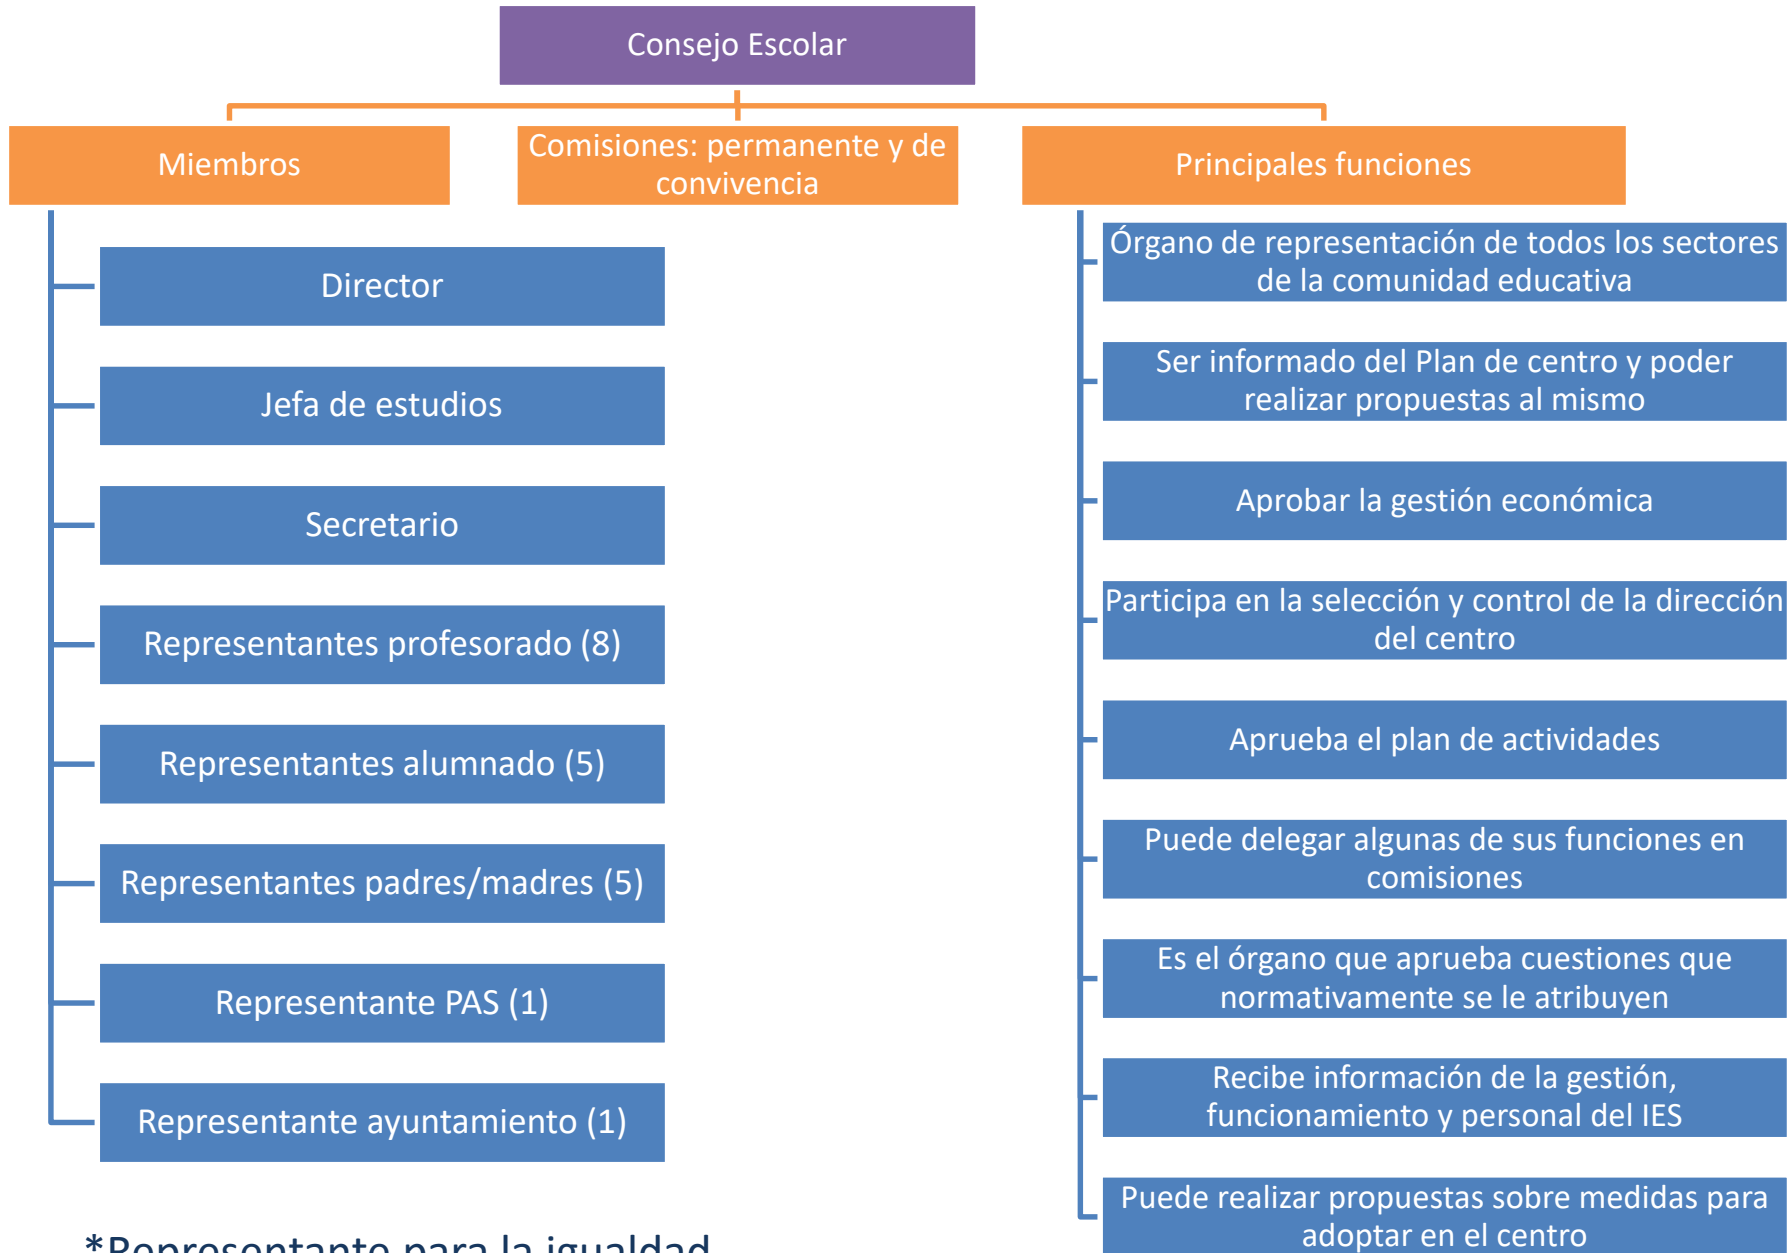 Consejo Escolar
Miembros
Comisiones: permanente y de
convivencia
Principales funciones
Director
Jefa de estudios
Secretario
Representantes profesorado (8)
Representantes alumnado (5)
Representantes padres/madres (5)
Representante PAS (1)
Representante ayuntamiento (1)
*Representante para la igualdad
Órgano de representación de todos los sectores
de la comunidad educativa
Ser informado del Plan de centro y poder
realizar propuestas al mismo
Aprobar la gestión económica
Participa en la selección y control de la dirección
del centro
Aprueba el plan de actividades
Puede delegar algunas de sus funciones en
comisiones
Es el órgano que aprueba cuestiones que
normativamente se le atribuyen
Recibe información de la gestión,
funcionamiento y personal del IES
Puede realizar propuestas sobre medidas para
adoptar en el centro